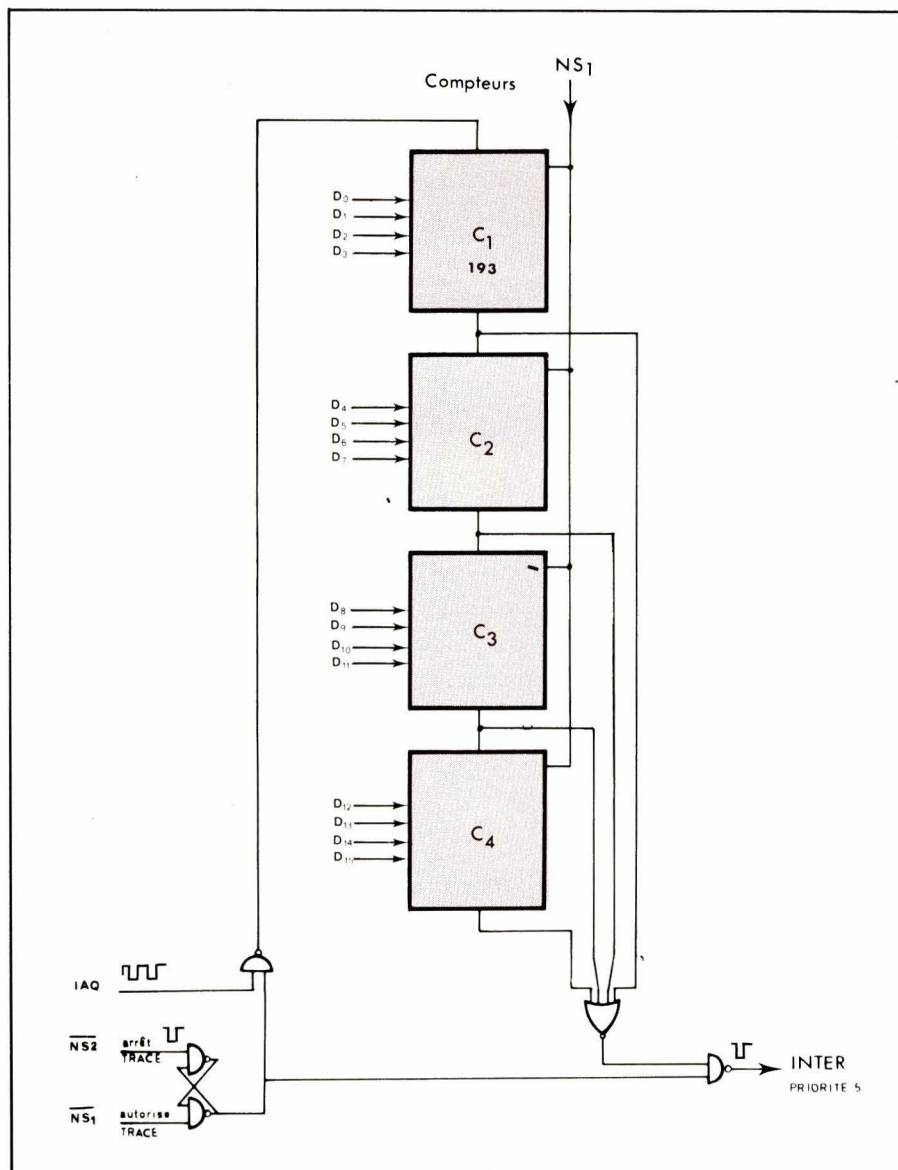 NS1
Compteurs
D0
D1
D2
D3
C1
193
D4
D5
D6
D7
C2
D8
D9
D10
D11
C3
D12
D13
D14
D15
C4
IAQ
NS2
arrêt
TRACE
NS1
autorise
TRACE
INTER
PRIORITE 5